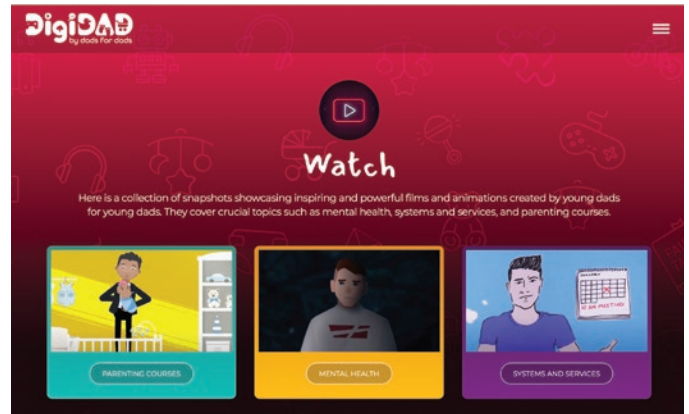 DigiDAD
by dads for dads
Watch
Here is a collection of snapshots showcasing inspiring and powerful films and animations created by young dads
for young dads. They cover crucial topics such as mental health, systems and services, and parenting courses.
10 AM MEETING
PARENTING COURSES
MENTAL HEALTH
SYSTEMS AND SERVICES